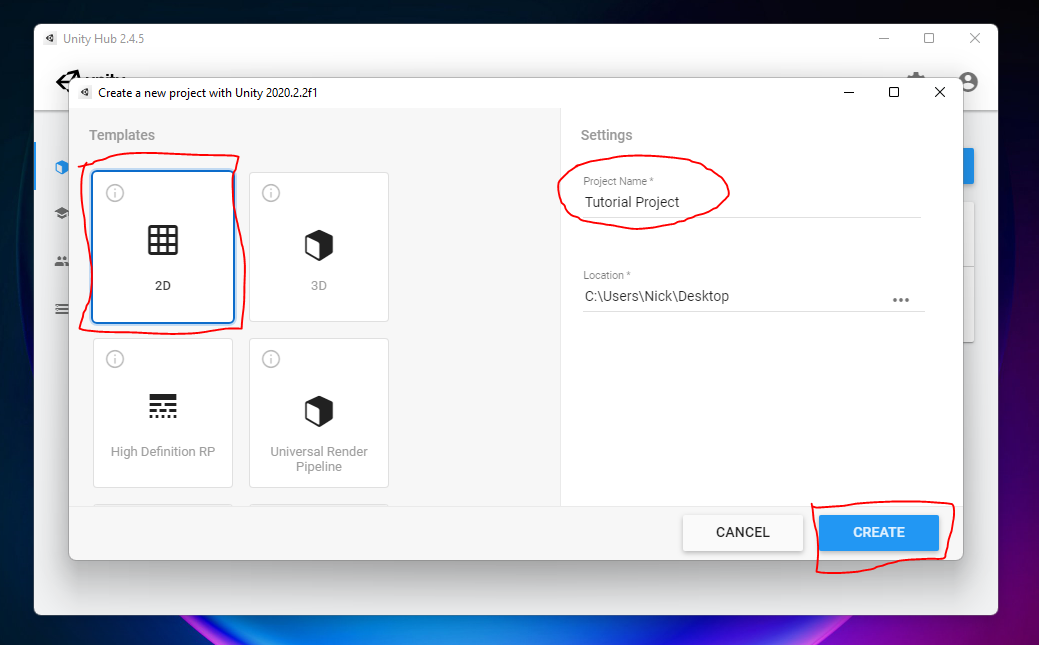 Unity Hub 2.4.5
Create a new project with Unity 2020.2.2f1
Templates
2D
3D
High Definition RP
Universal Render
Pipeline
Settings
Project Name *
Tutorial Project
Location *
C:\Users\Nick\Desktop
CANCEL
CREATE